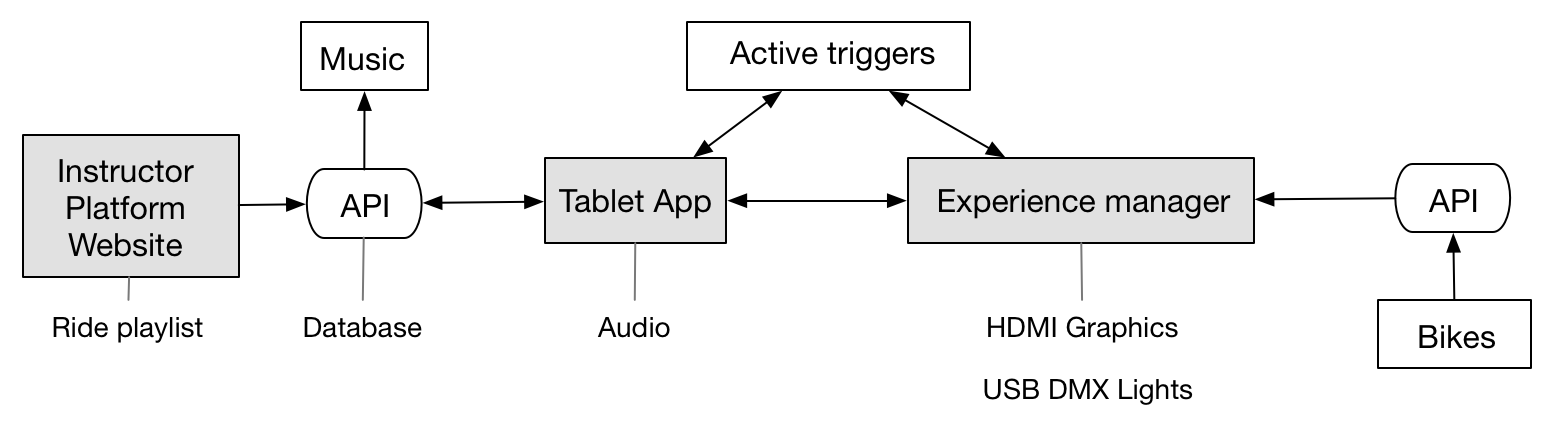 Music
Active triggers
Instructor
Platform
Website
API
Tablet App
Experience manager
API
Ride playlist
Database
Audio
HDMI Graphics
Bikes
USB DMX Lights